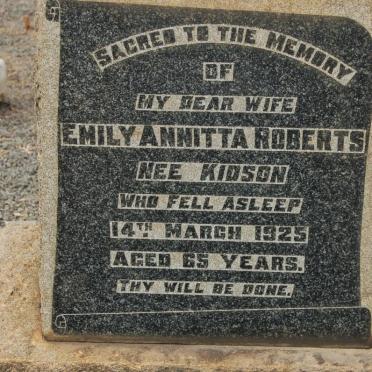 SACRED TO THE MEMORY
OF
MY DEAR WIFE
EMILY ANNITTA ROBERTS
NEE KIDSON
WHO FELL ASLEEP
14TH MARCH 1925
AGED 65 YEARS.
THY WILL BE DONE.